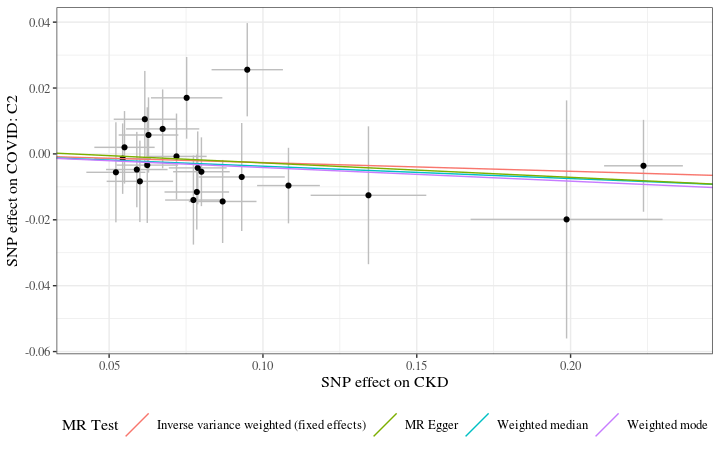 0.04
0.02
0.00
-0.02
-0.04
-0.06
SNP effect on COVID: C2
0.05
0.10
0.15
0.20
SNP effect on CKD
MR Test
Inverse variance weighted (fixed effects)
MR Egger
Weighted median
Weighted mode